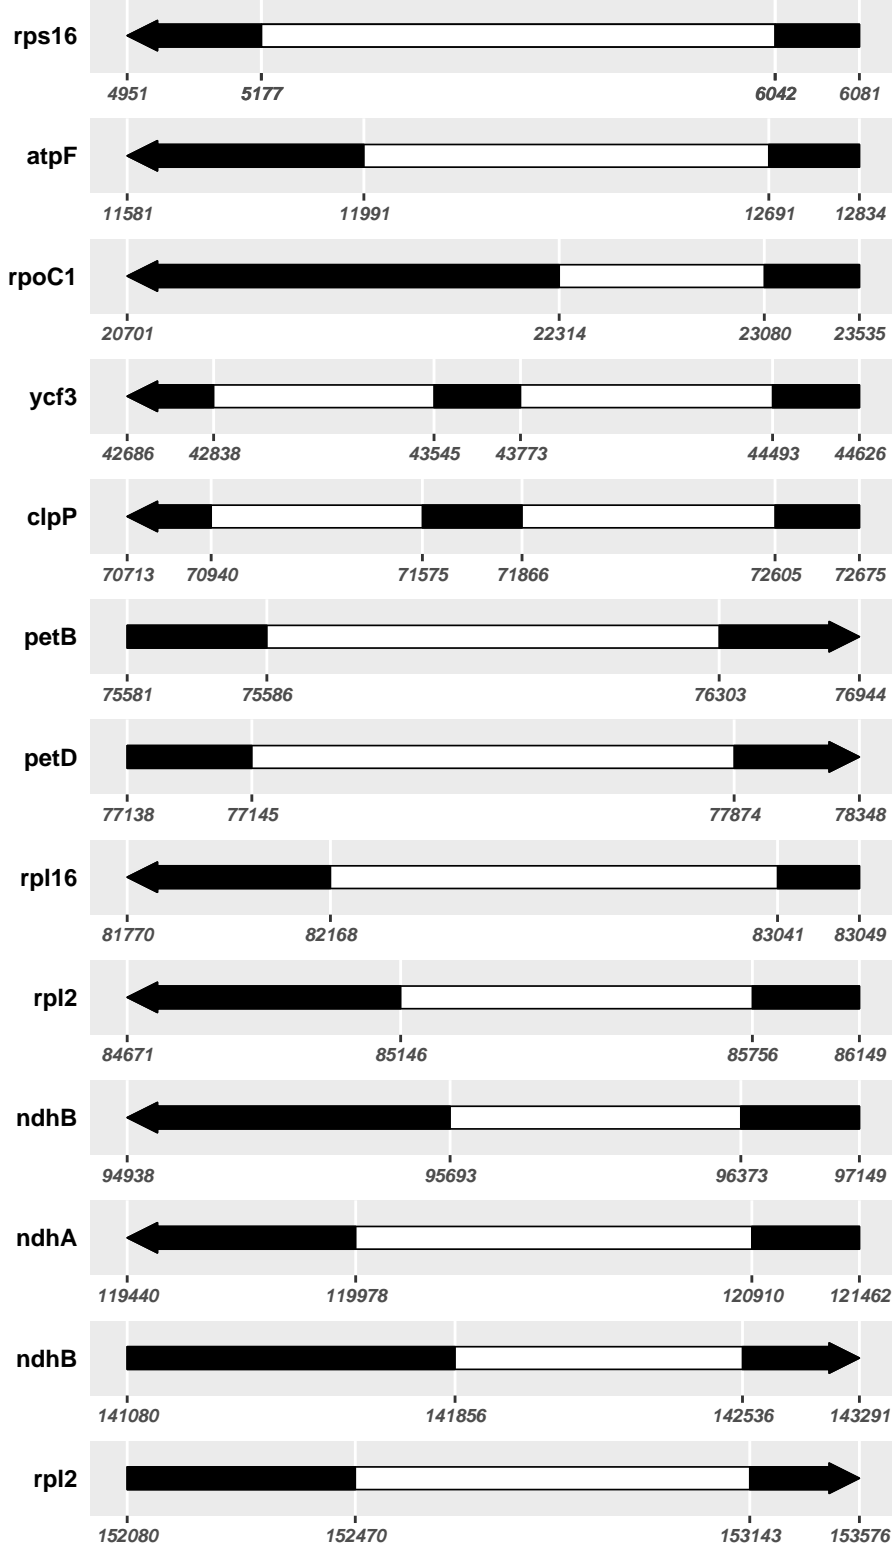 rps16
4951 5177 6042 6081
atpF
11581 11991 12691 12834
rpoC1
20701 22314 23080 23535
ycf3
42686 42838 43545 43773 44493 44626
clpP
70713 70940 71575 71866 72605 72675
petB
75581 75586 76303 76944
petD
77138 77145 77874 78348
rpl16
81770 82168 83041 83049
rpl2
84671 85146 85756 86149
ndhB
94938 95693 96373 97149
ndhA
119440 119978 120910 121462
ndhB
141080 141856 142536 143291
rpl2
152080 152470 153143 153576